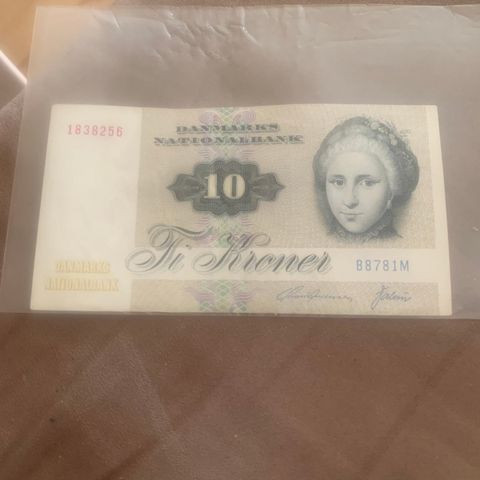 1838256
DANMARKS
NATIONALBANK
10
Ti Kroner
B8781M
DANMARKS
NATIONALBANK